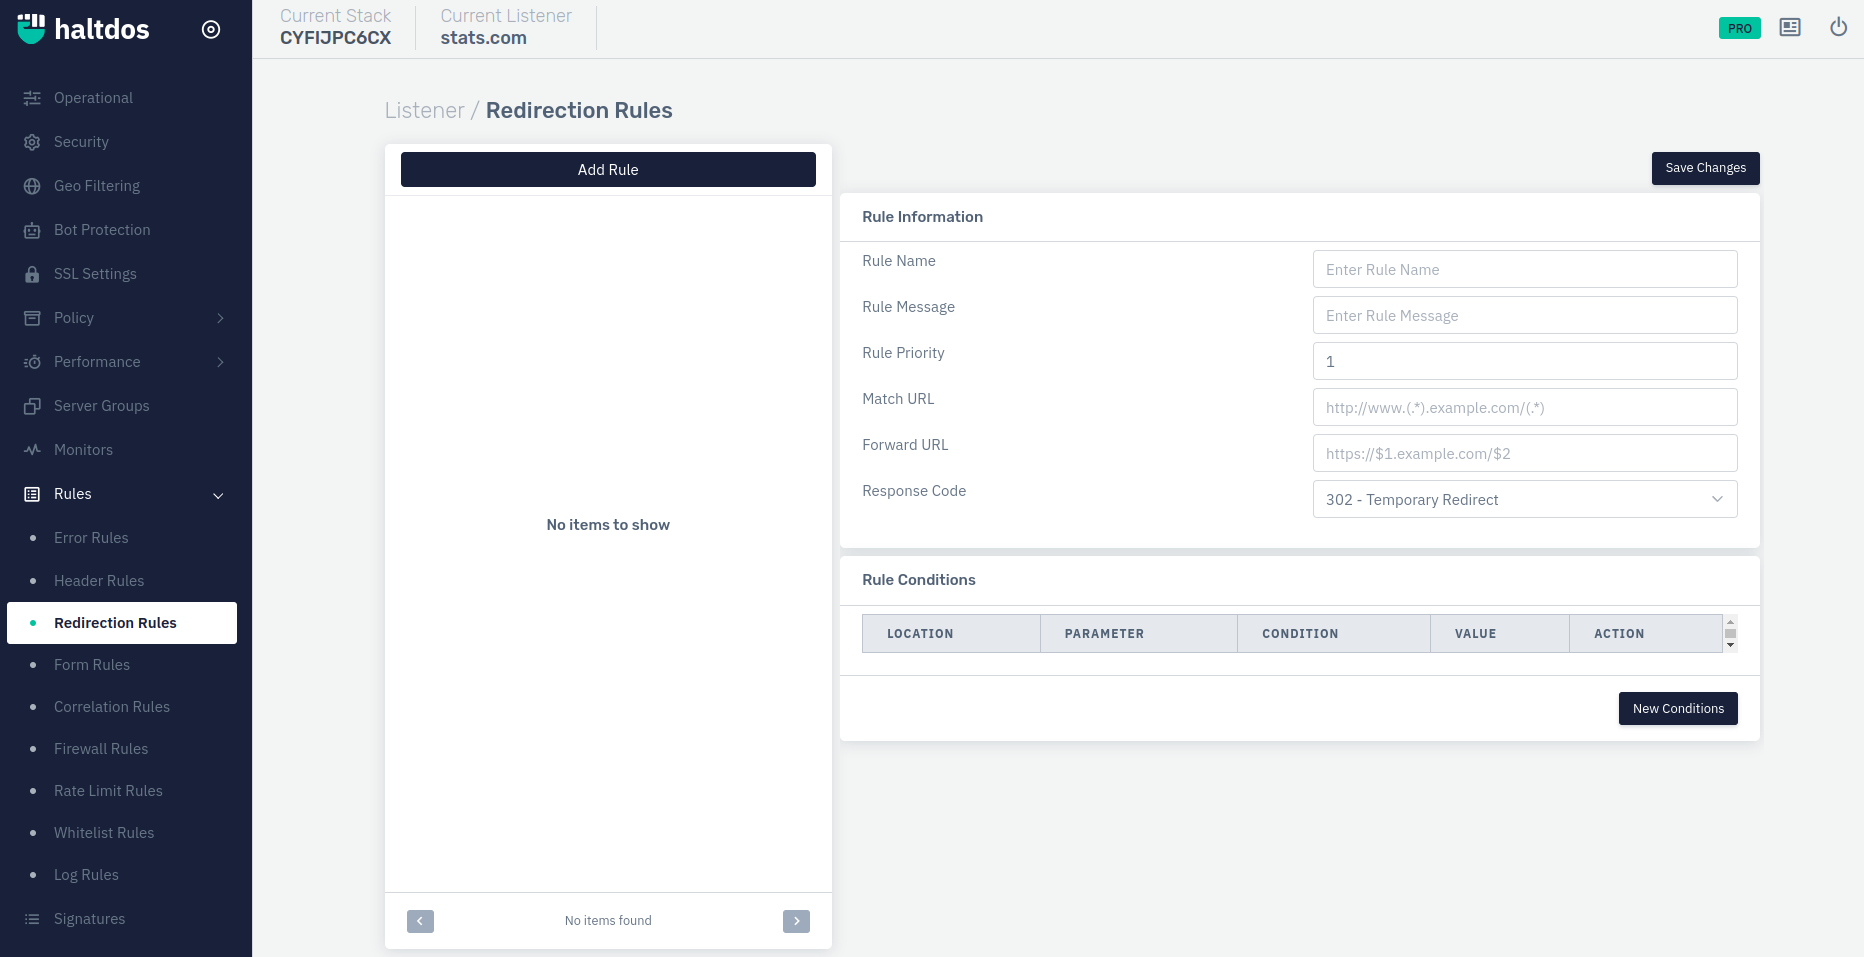 haltdos
Current Stack
CYFIJPC6CX
Current Listener
stats.com
PRO
Operational
Security
Geo Filtering
Bot Protection
SSL Settings
Policy
Performance
Server Groups
Monitors
Rules
Error Rules
Header Rules
Redirection Rules
Form Rules
Correlation Rules
Firewall Rules
Rate Limit Rules
Whitelist Rules
Log Rules
Signatures
Listener / Redirection Rules
Add Rule
No items to show
No items found
Save Changes
Rule Information
Rule Name
Enter Rule Name
Rule Message
Enter Rule Message
Rule Priority
1
Match URL
http://www.(.*).example.com/(.*)
Forward URL
https://$1.example.com/$2
Response Code
302 - Temporary Redirect
Rule Conditions
LOCATION PARAMETER CONDITION VALUE ACTION
New Conditions